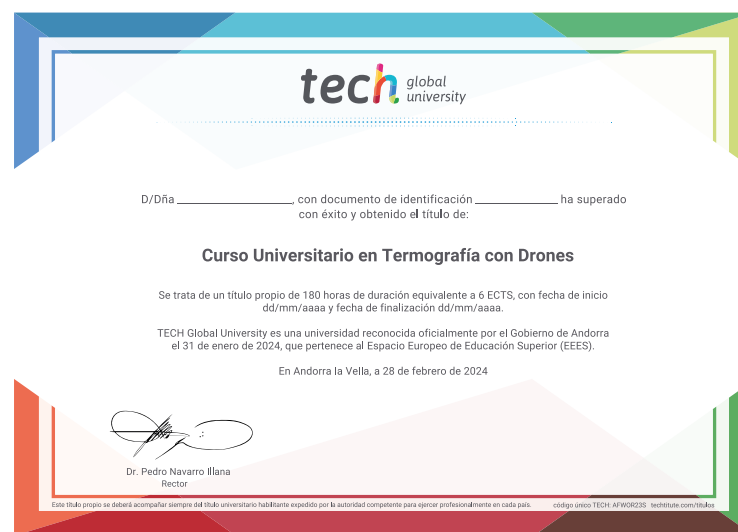 tech global university
D/Dña ____________, con documento de identificación ____________ ha superado
con éxito y obtenido el título de:
Curso Universitario en Termografía con Drones
Se trata de un título propio de 180 horas de duración equivalente a 6 ECTS, con fecha de inicio
dd/mm/aaaa y fecha de finalización dd/mm/aaaa.
TECH Global University es una universidad reconocida oficialmente por el Gobierno de Andorra
el 31 de enero de 2024, que pertenece al Espacio Europeo de Educación Superior (EEES).
En Andorra la Vella, a 28 de febrero de 2024
Dr. Pedro Navarro Illana
Rector
Este título propio se deberá acompañar siempre del título universitario habilitante expedido por la autoridad competente para ejercer profesionalmente en cada país. código único TECH: AFWOR23S techtitute.com/titulos